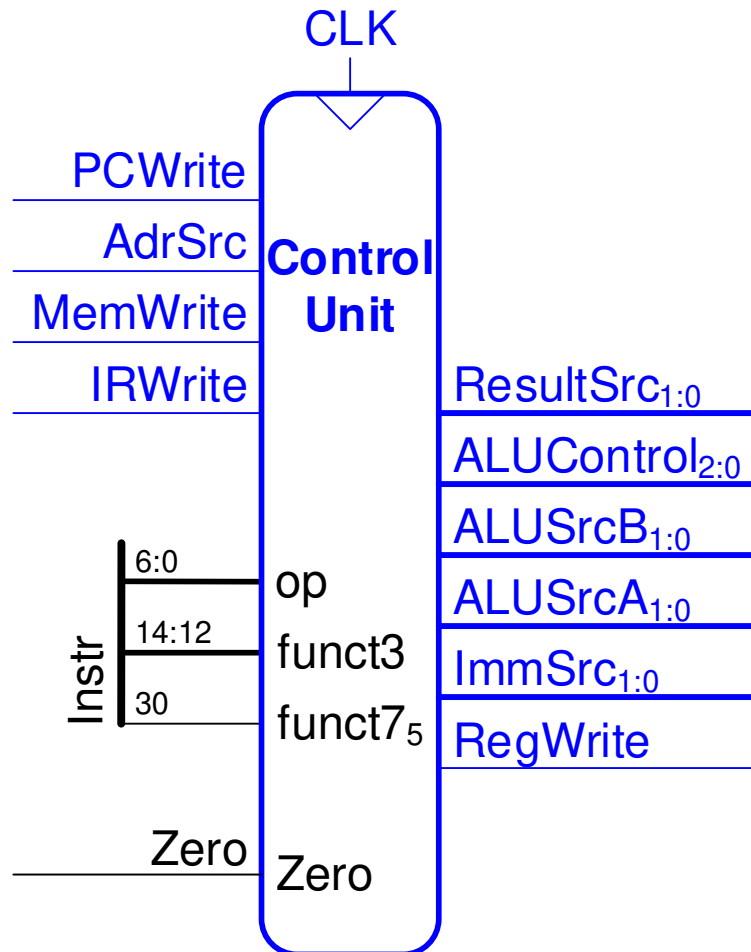 CLK
PCWrite
AdrSrc
MemWrite
IRWrite
Control
Unit
ResultSrc1:0
ALUControl2:0
ALUSrcB1:0
ALUSrcA1:0
ImmSrc1:0
RegWrite
Instr
6:0
op
14:12
funct3
30
funct75
Zero
Zero